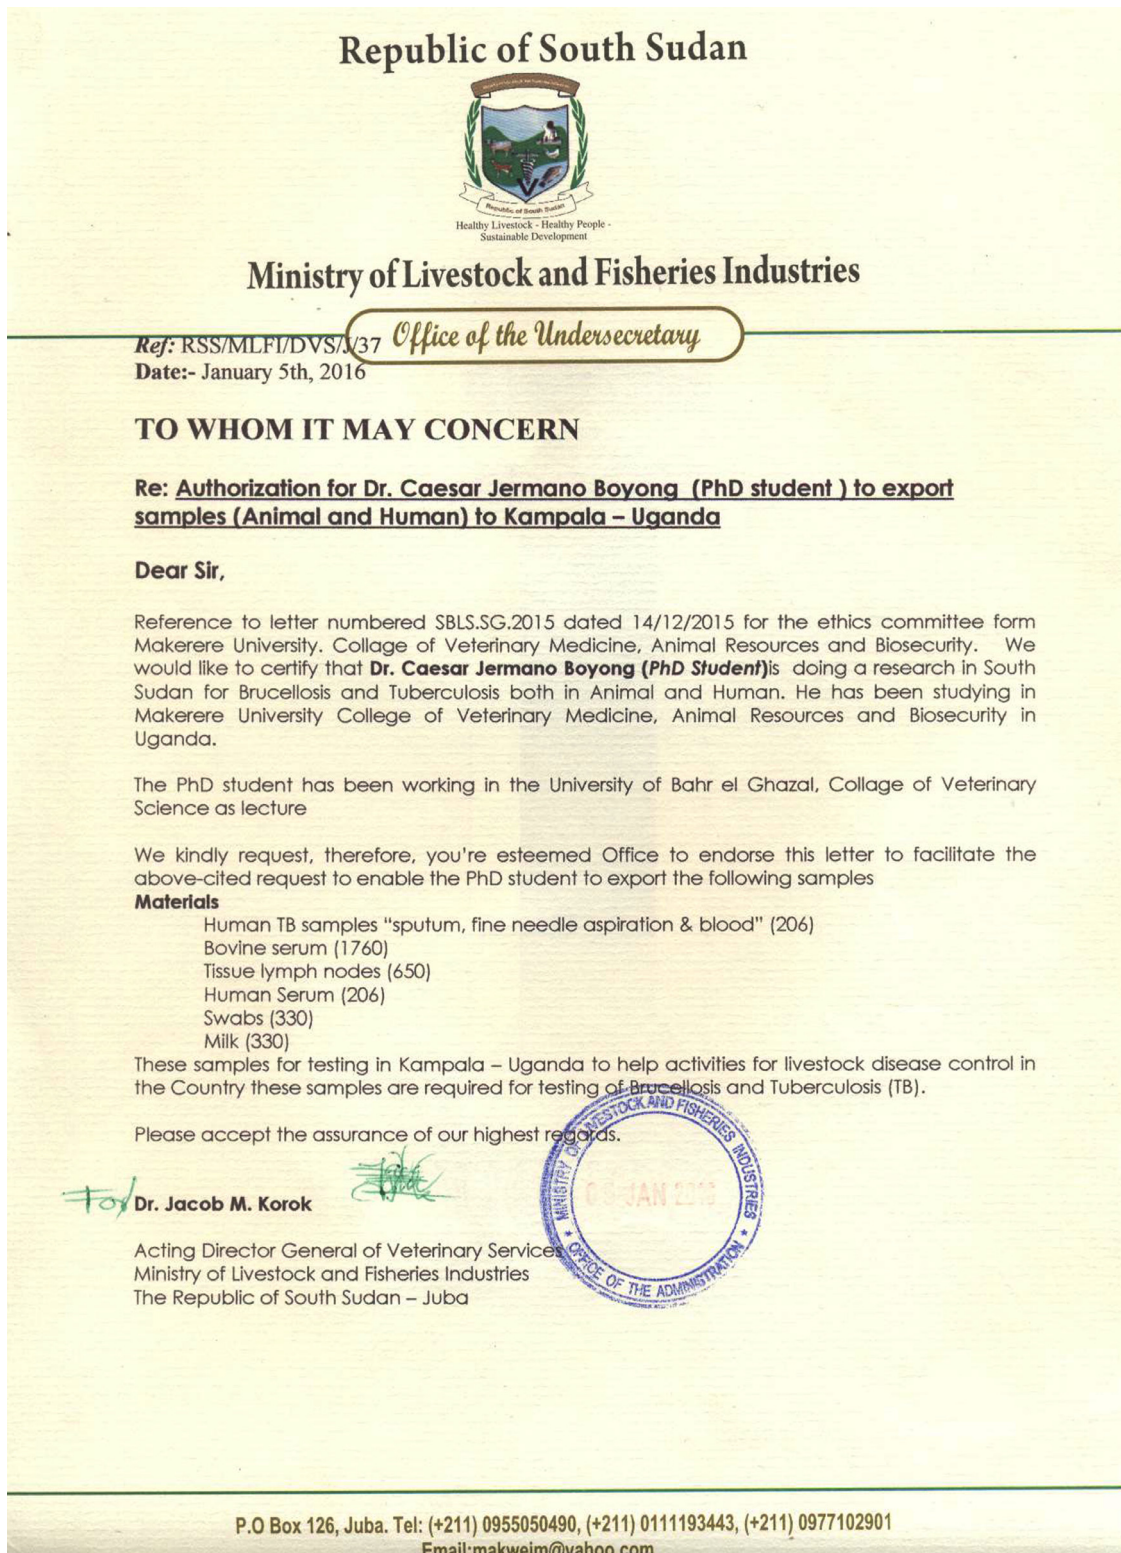 Republic of South Sudan
Republic of South Sudan
Healthy Livestock - Healthy People -
Sustainable Development
Ministry of Livestock and Fisheries Industries
Office of the Undersecretary
Ref: RSS/MLFI/DVS/J/37
Date:- January 5th, 2016
TO WHOM IT MAY CONCERN
Re: Authorization for Dr. Caesar Jermano Boyong (PhD student ) to export
samples (Animal and Human) to Kampala – Uganda
Dear Sir,
Reference to letter numbered SBLS.SG.2015 dated 14/12/2015 for the ethics committee form
Makerere University. Collage of Veterinary Medicine, Animal Resources and Biosecurity. We
would like to certify that Dr. Caesar Jermano Boyong (PhD Student)is doing a research in South
Sudan for Brucellosis and Tuberculosis both in Animal and Human. He has been studying in
Makerere University College of Veterinary Medicine, Animal Resources and Biosecurity in
Uganda.
The PhD student has been working in the University of Bahr el Ghazal, Collage of Veterinary
Science as lecture
We kindly request, therefore, you're esteemed Office to endorse this letter to facilitate the
above-cited request to enable the PhD student to export the following samples
Materials
Human TB samples “sputum, fine needle aspiration & blood” (206)
Bovine serum (1760)
Tissue lymph nodes (650)
Human Serum (206)
Swabs (330)
Milk (330)
These samples for testing in Kampala – Uganda to help activities for livestock disease control in
the Country these samples are required for testing of Brucellosis and Tuberculosis (TB).
Please accept the assurance of our highest regards.
For Dr. Jacob M. Korok
MINISTRY OF LIVESTOCK AND FISHERIES INDUSTRIES
JAN 2016
* OFFICE OF THE ADMINISTRATION *
Acting Director General of Veterinary Services
Ministry of Livestock and Fisheries Industries
The Republic of South Sudan – Juba
P.O Box 126, Juba. Tel: (+211) 0955050490, (+211) 0111193443, (+211) 0977102901
Email:makweim@yahoo.com